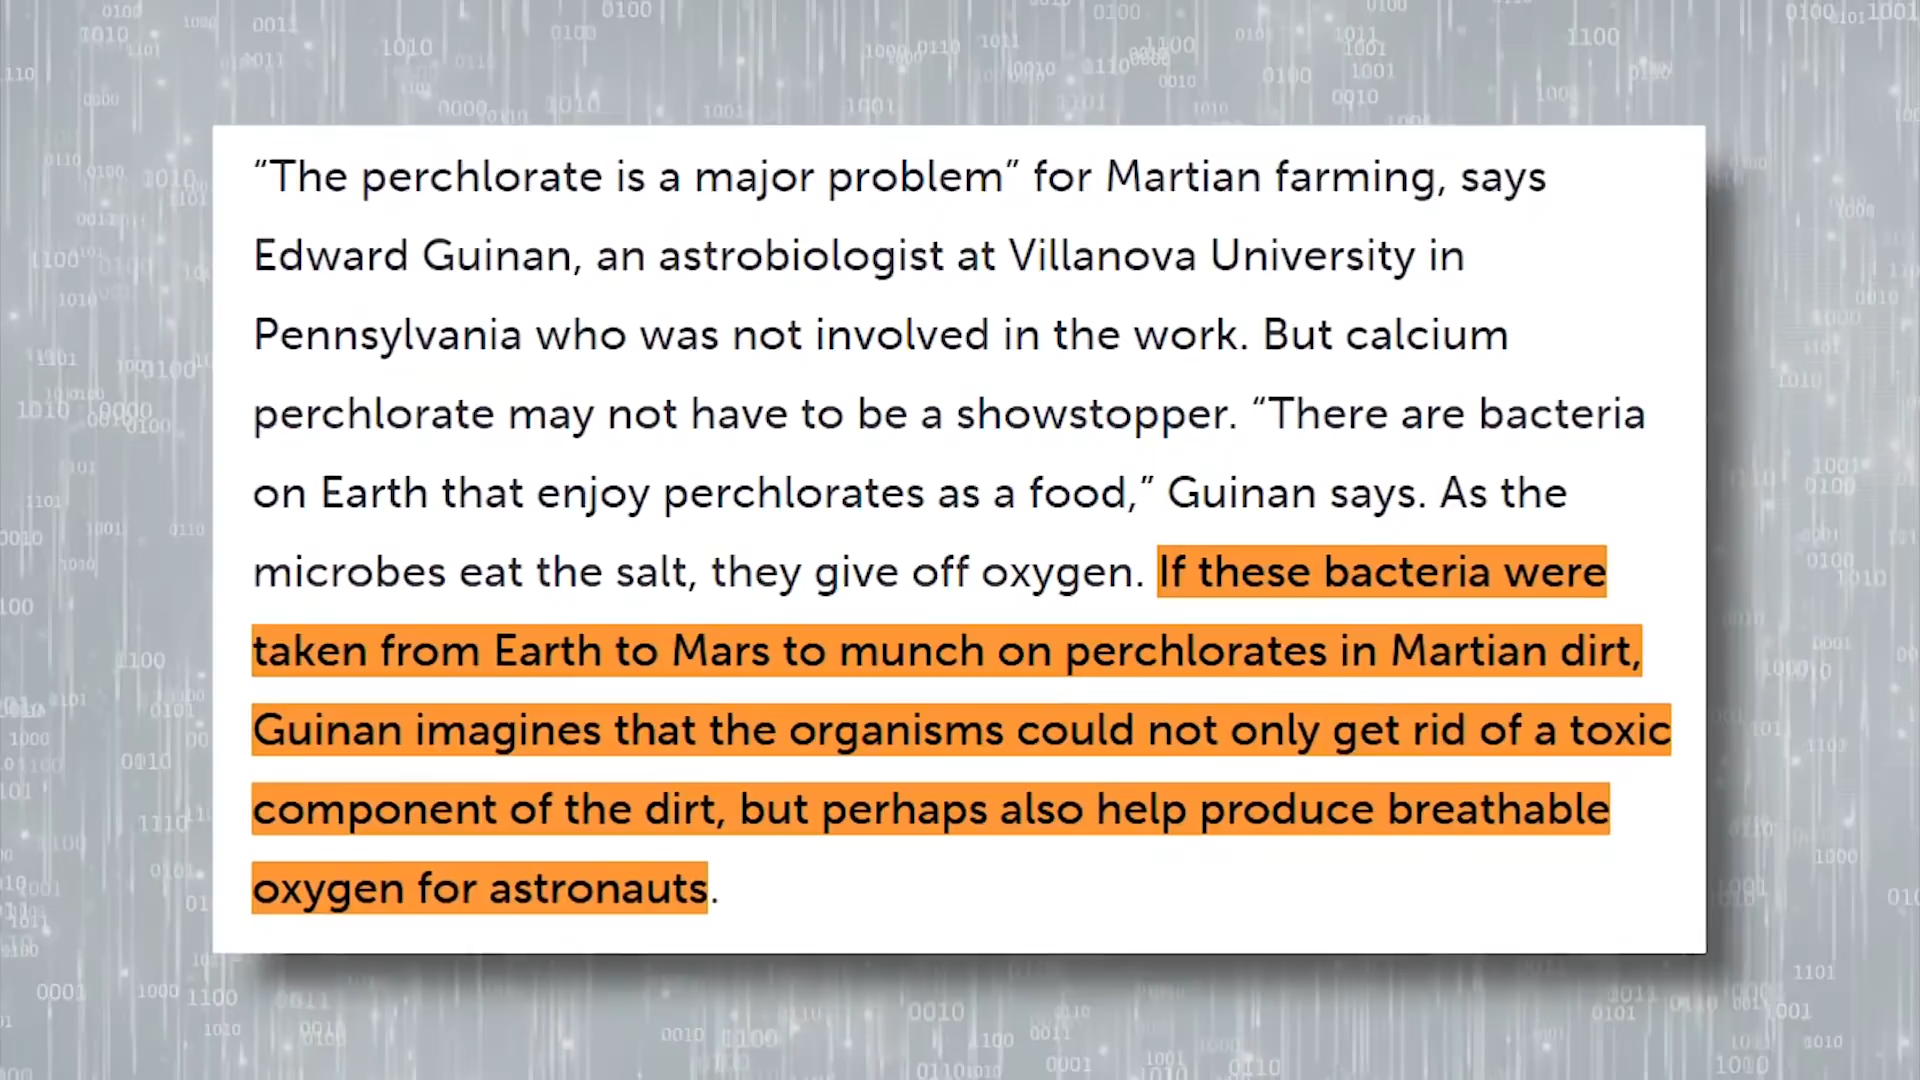 “The perchlorate is a major problem” for Martian farming, says
Edward Guinan, an astrobiologist at Villanova University in
Pennsylvania who was not involved in the work. But calcium
perchlorate may not have to be a showstopper. “There are bacteria
on Earth that enjoy perchlorates as a food,” Guinan says. As the
microbes eat the salt, they give off oxygen. If these bacteria were
taken from Earth to Mars to munch on perchlorates in Martian dirt,
Guinan imagines that the organisms could not only get rid of a toxic
component of the dirt, but perhaps also help produce breathable
oxygen for astronauts.